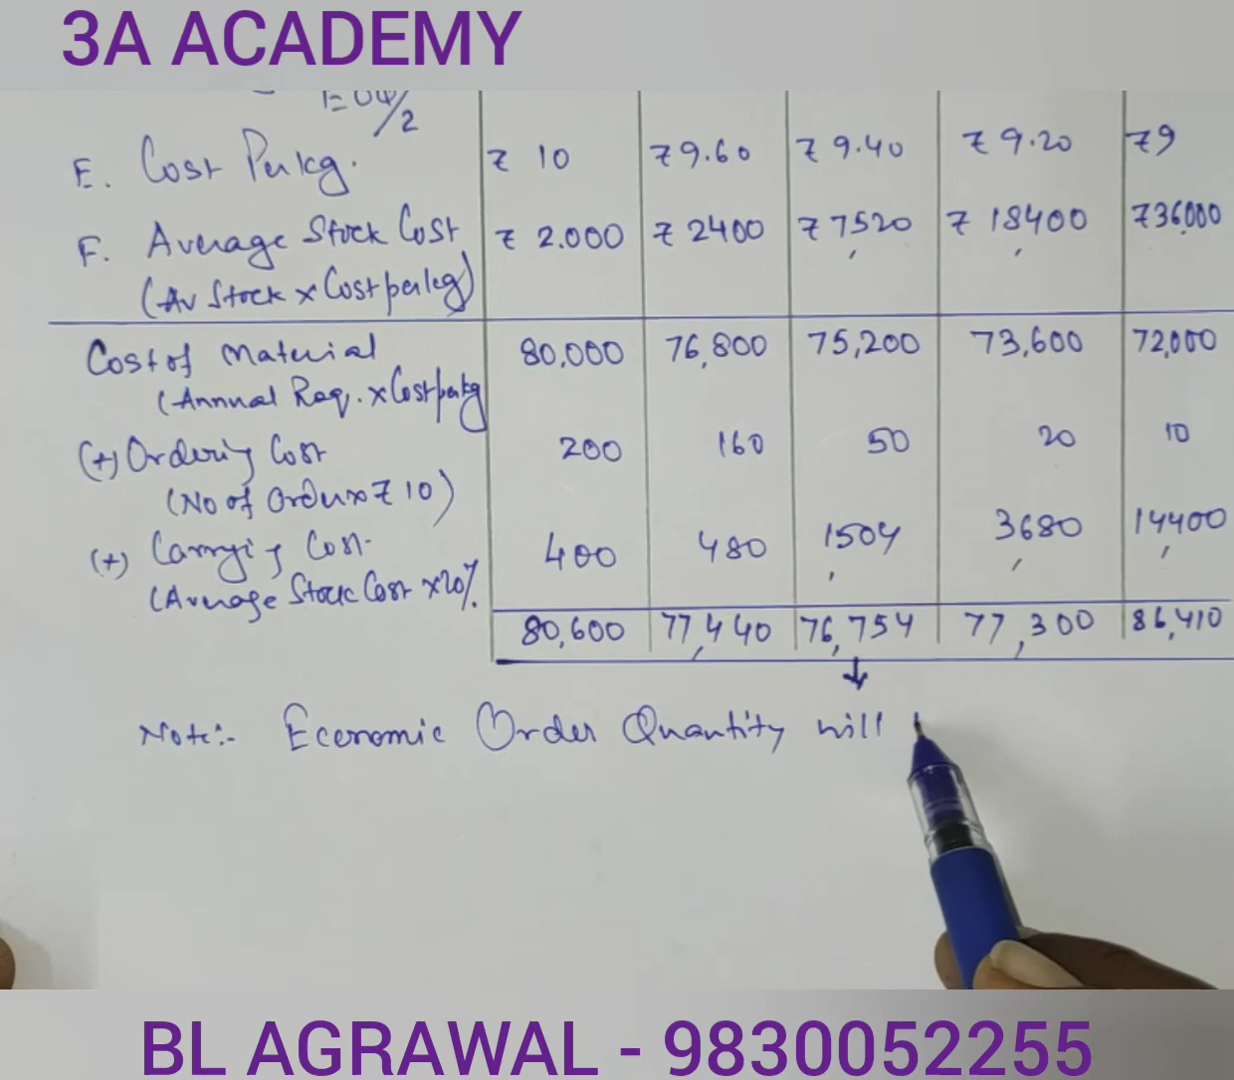 3A ACADEMY
EOQ/2
E. Cost Per kg. ₹ 10 ₹9.60 ₹ 9.40 ₹ 9.20 ₹9
F. Average Stock Cost ₹ 2.000 ₹ 2400 ₹ 7520 ₹ 18400 ₹36,000
(Av Stock x Cost per kg)
Cost of Material 80,000 76,800 75,200 73,600 72,000
(Annual Req. x Cost per kg
(+) Ordering Cost 200 160 50 20 10
(No of Order x ₹ 10)
(+) Carrying Cost 400 480 1504 3680 14400
(Average Stock Cost x 20%
80,600 77,440 76,754 77,300 86,410
Note:- Economic Order Quantity will
BL AGRAWAL - 9830052255